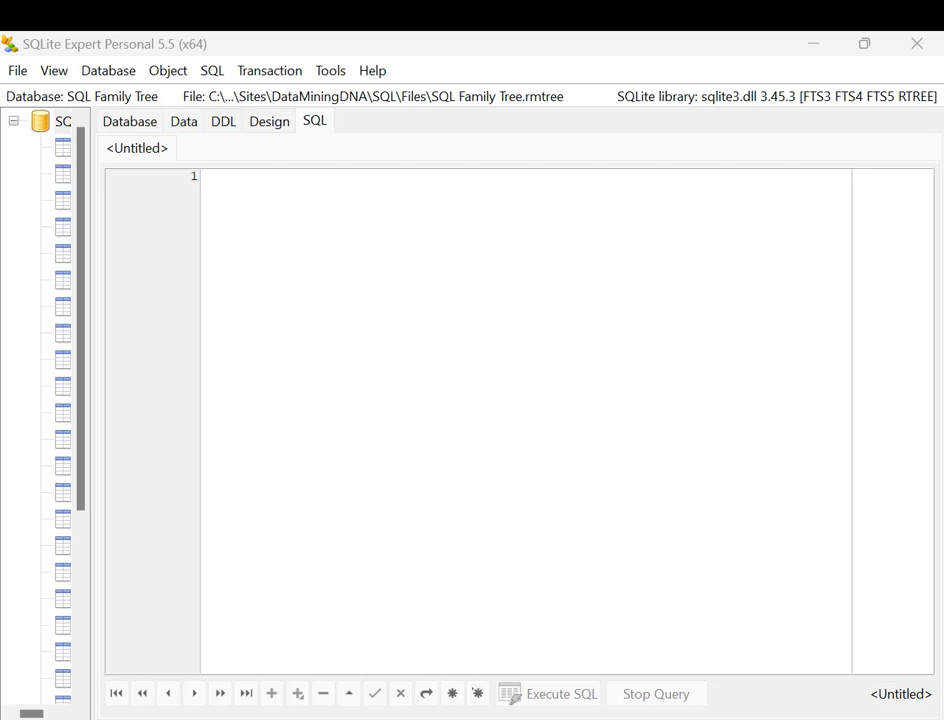 SQLite Expert Personal 5.5 (x64)
File View Database Object SQL Transaction Tools Help
Database: SQL Family Tree File: C:\...\Sites\DataMiningDNA\SQL\Files\SQL Family Tree.rmtree SQLite library: sqlite3.dll 3.45.3 [FTS3 FTS4 FTS5 RTREE]
SQ
Database Data DDL Design SQL
<Untitled>
1
Execute SQL Stop Query <Untitled>